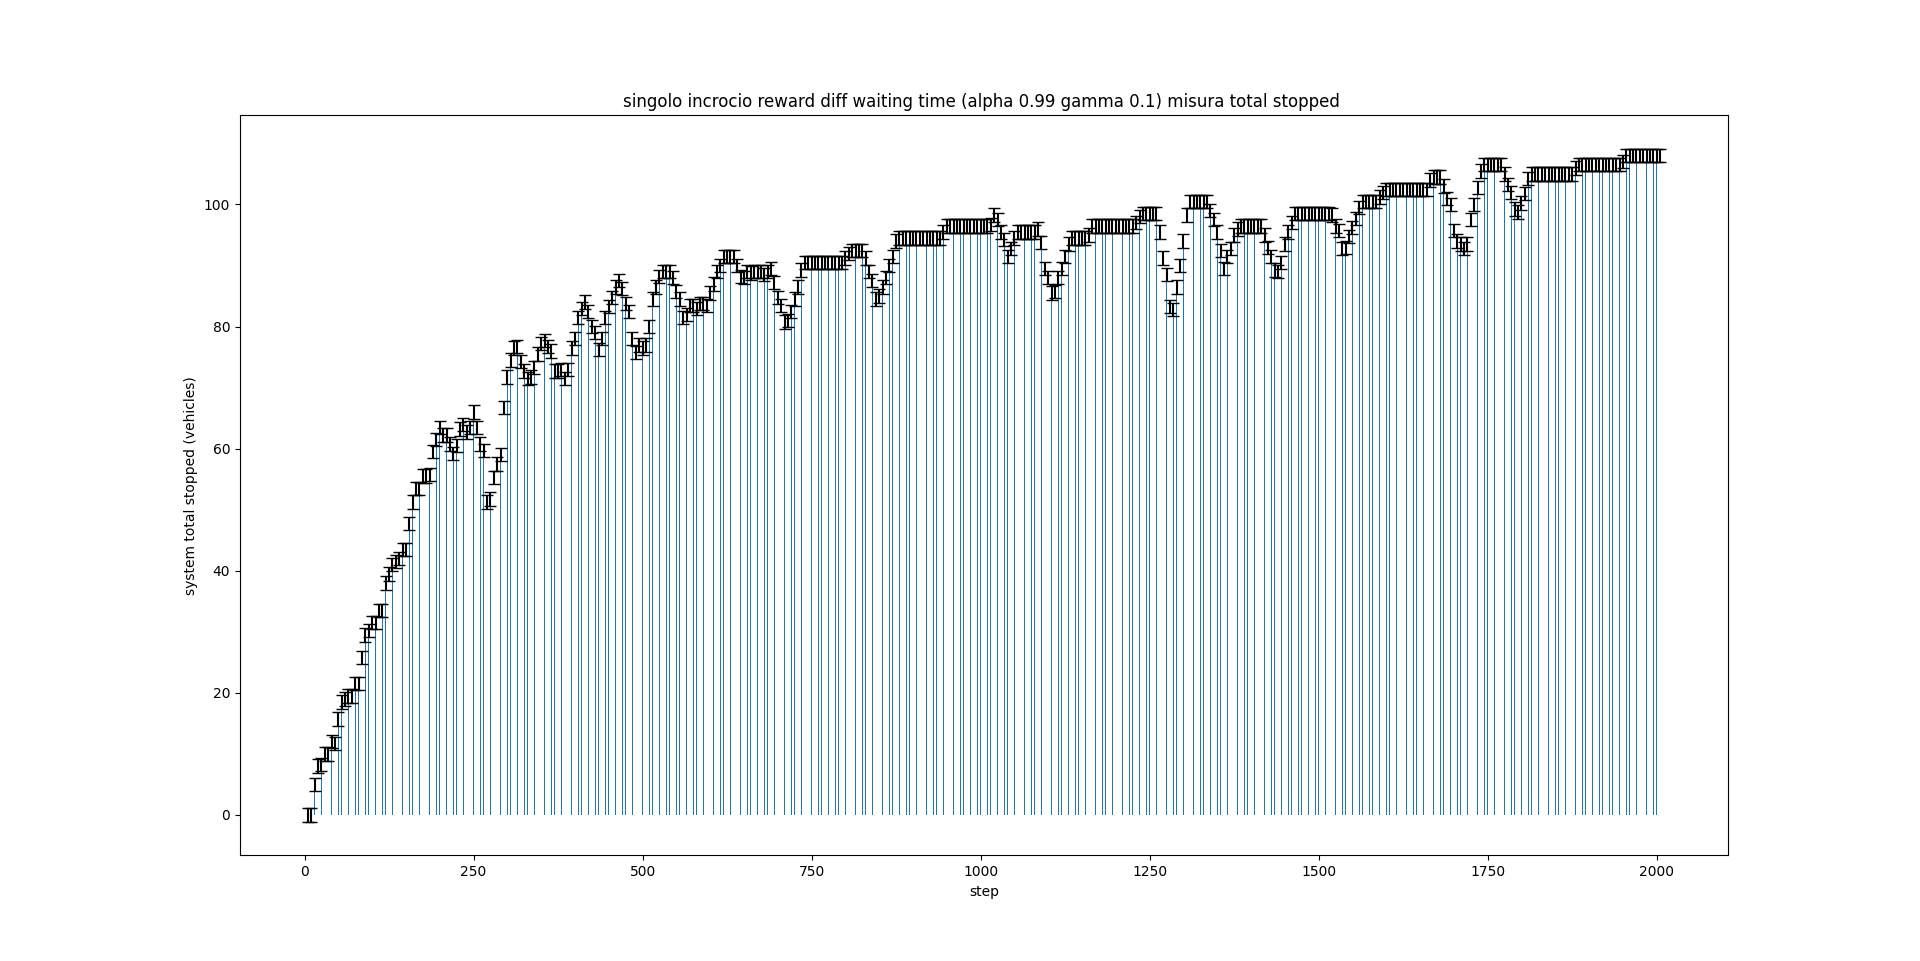 singolo incrocio reward diff waiting time (alpha 0.99 gamma 0.1) misura total stopped
system total stopped (vehicles)
100
80
60
40
20
0
0 250 500 750 1000 1250 1500 1750 2000
step